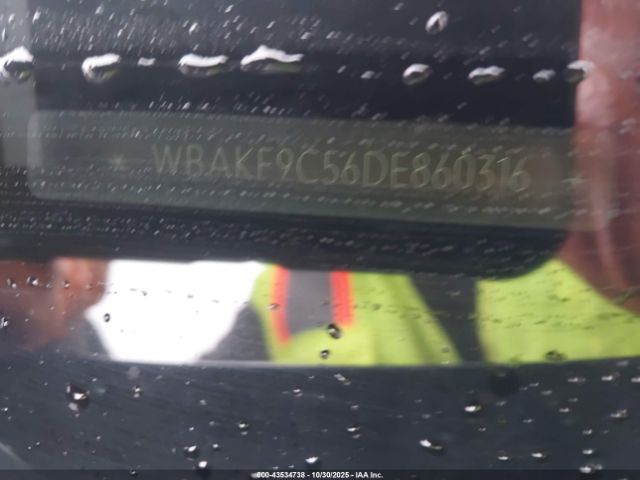 * WBAKF9C56DE860316 *
000-43534738 - 10/30/2025 - IAA Inc.